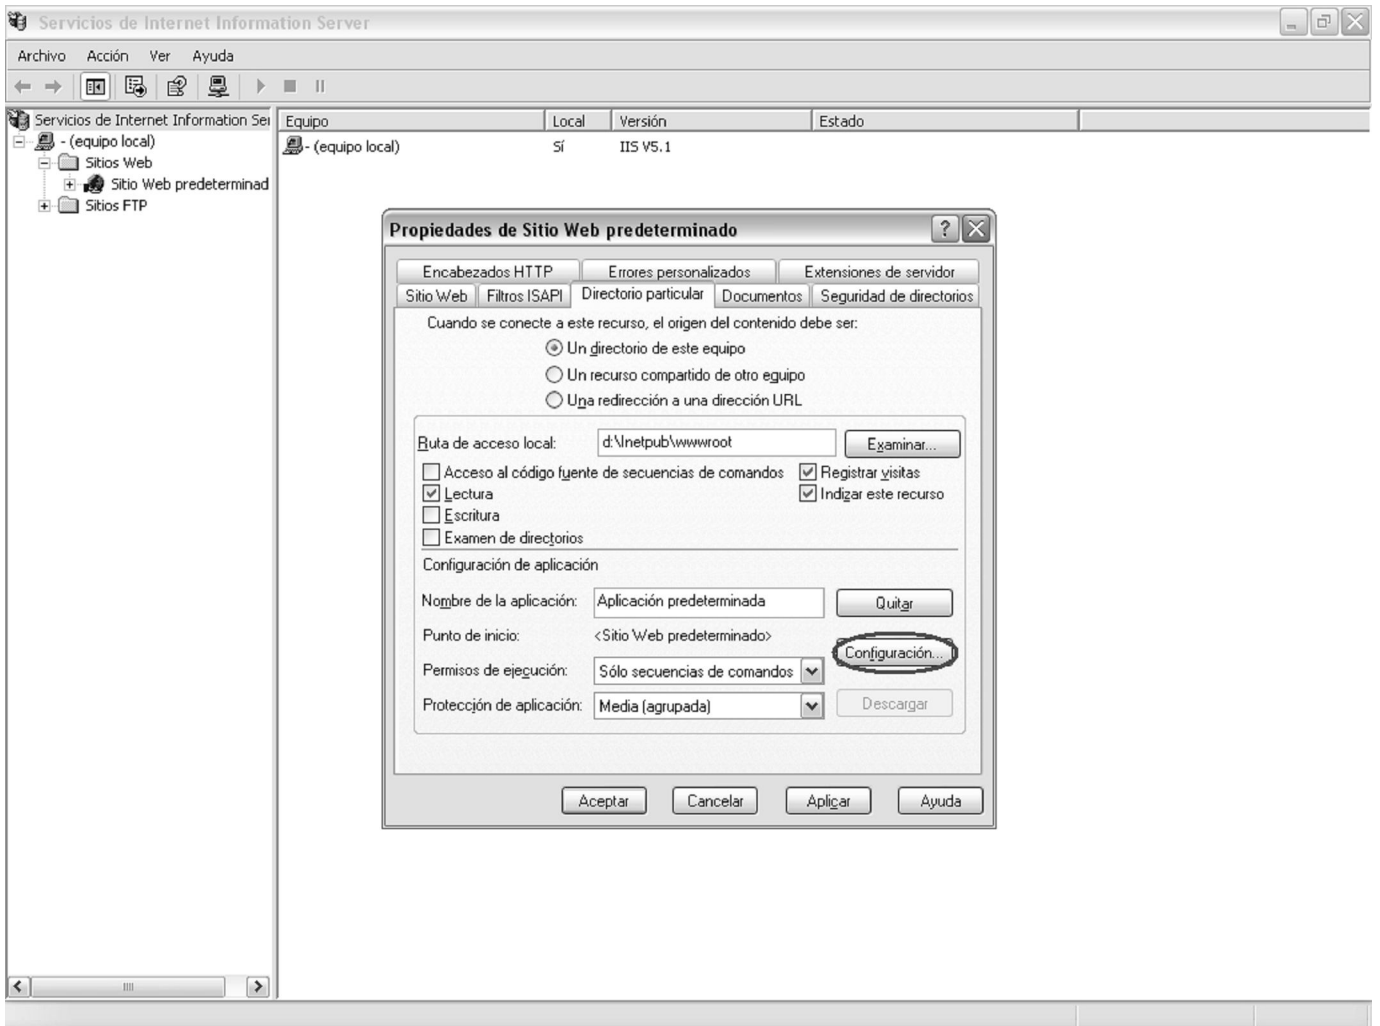 Servicios de Internet Information Server
Archivo Acción Ver Ayuda
Servicios de Internet Information Ser
Equipo Local Versión Estado
- (equipo local)
- (equipo local) Sí IIS V5.1
Sitios Web
Sitio Web predeterminad
Sitios FTP
Propiedades de Sitio Web predeterminado
Encabezados HTTP Errores personalizados Extensiones de servidor
Sitio Web Filtros ISAPI Directorio particular Documentos Seguridad de directorios
Cuando se conecte a este recurso, el origen del contenido debe ser:
Un directorio de este equipo
Un recurso compartido de otro equipo
Una redirección a una dirección URL
Ruta de acceso local: d:\Inetpub\wwwroot Examinar...
Acceso al código fuente de secuencias de comandos Registrar visitas
Lectura Indizar este recurso
Escritura
Examen de directorios
Configuración de aplicación
Nombre de la aplicación: Aplicación predeterminada Quitar
Punto de inicio: <Sitio Web predeterminado>
Configuración...
Permisos de ejecución: Sólo secuencias de comandos
Protección de aplicación: Media (agrupada) Descargar
Aceptar Cancelar Aplicar Ayuda